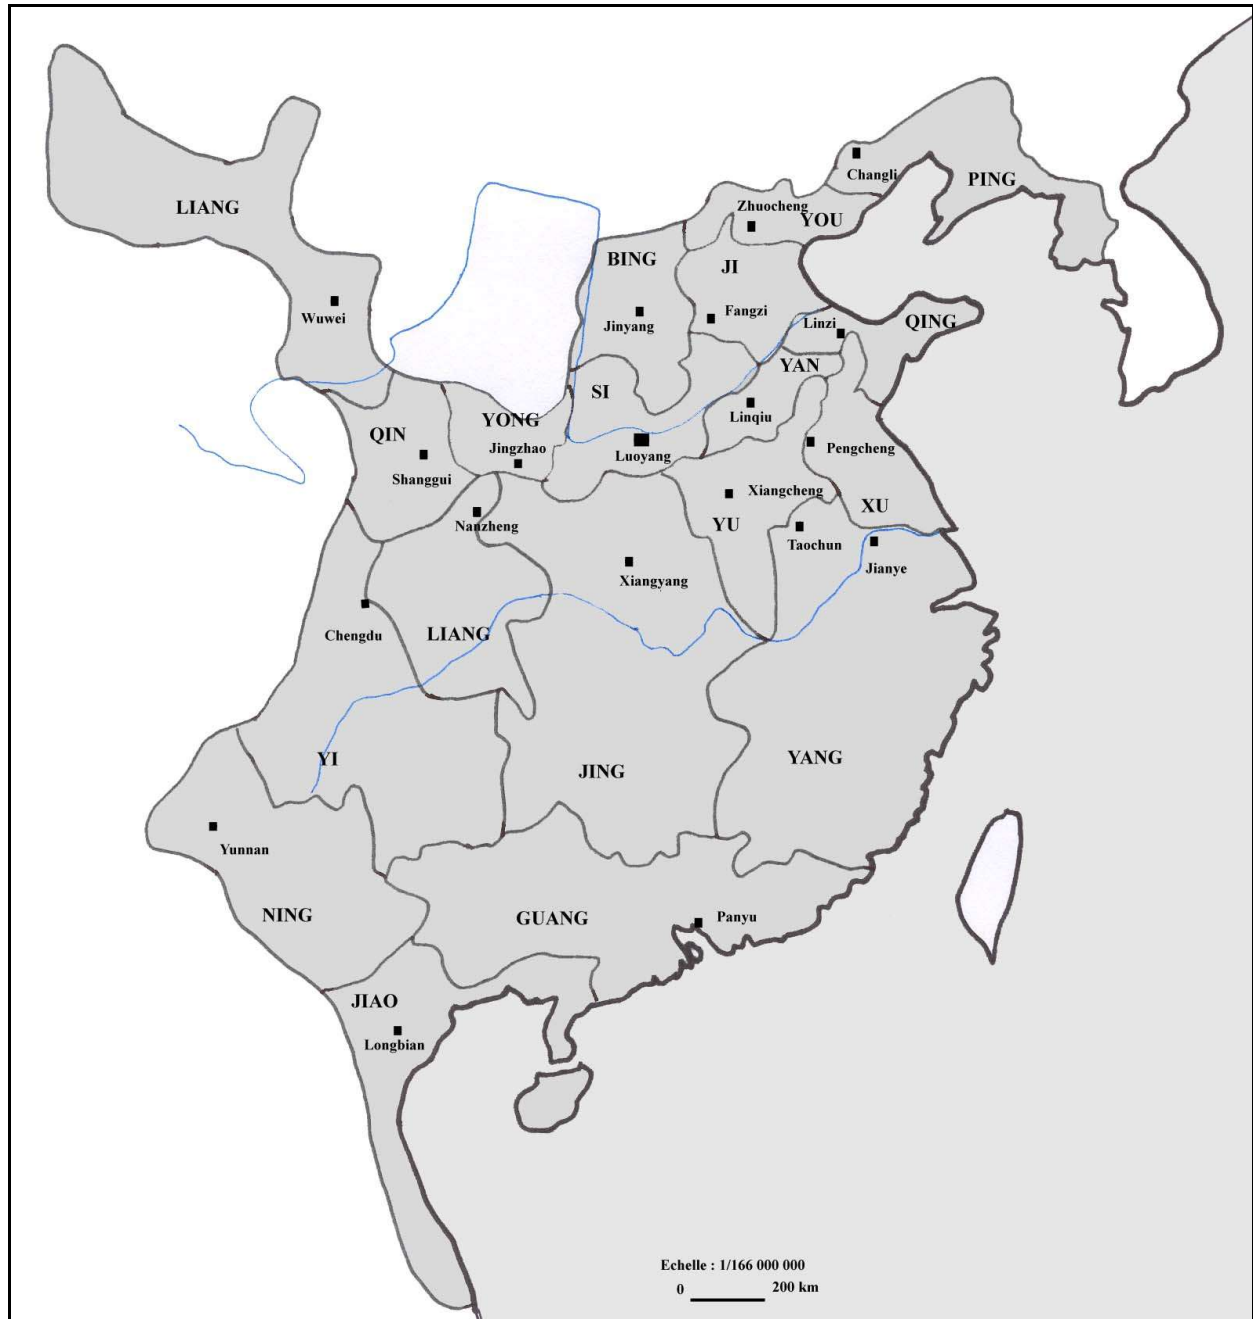 Changli
PING
LIANG
Zhuocheng
YOU
BING
JI
Wuwei
Jinyang
Fangzi
Linzi
QING
YAN
SI
Linqiu
YONG
QIN
Jingzhao
Luoyang
Pengcheng
Shanggui
Xiangcheng
XU
Nanzheng
YU
Taochun
Jianye
Xiangyang
Chengdu
LIANG
YI
JING
YANG
Yunnan
NING
GUANG
Panyu
JIAO
Longbian
Echelle : 1/166 000 000
0 200 km